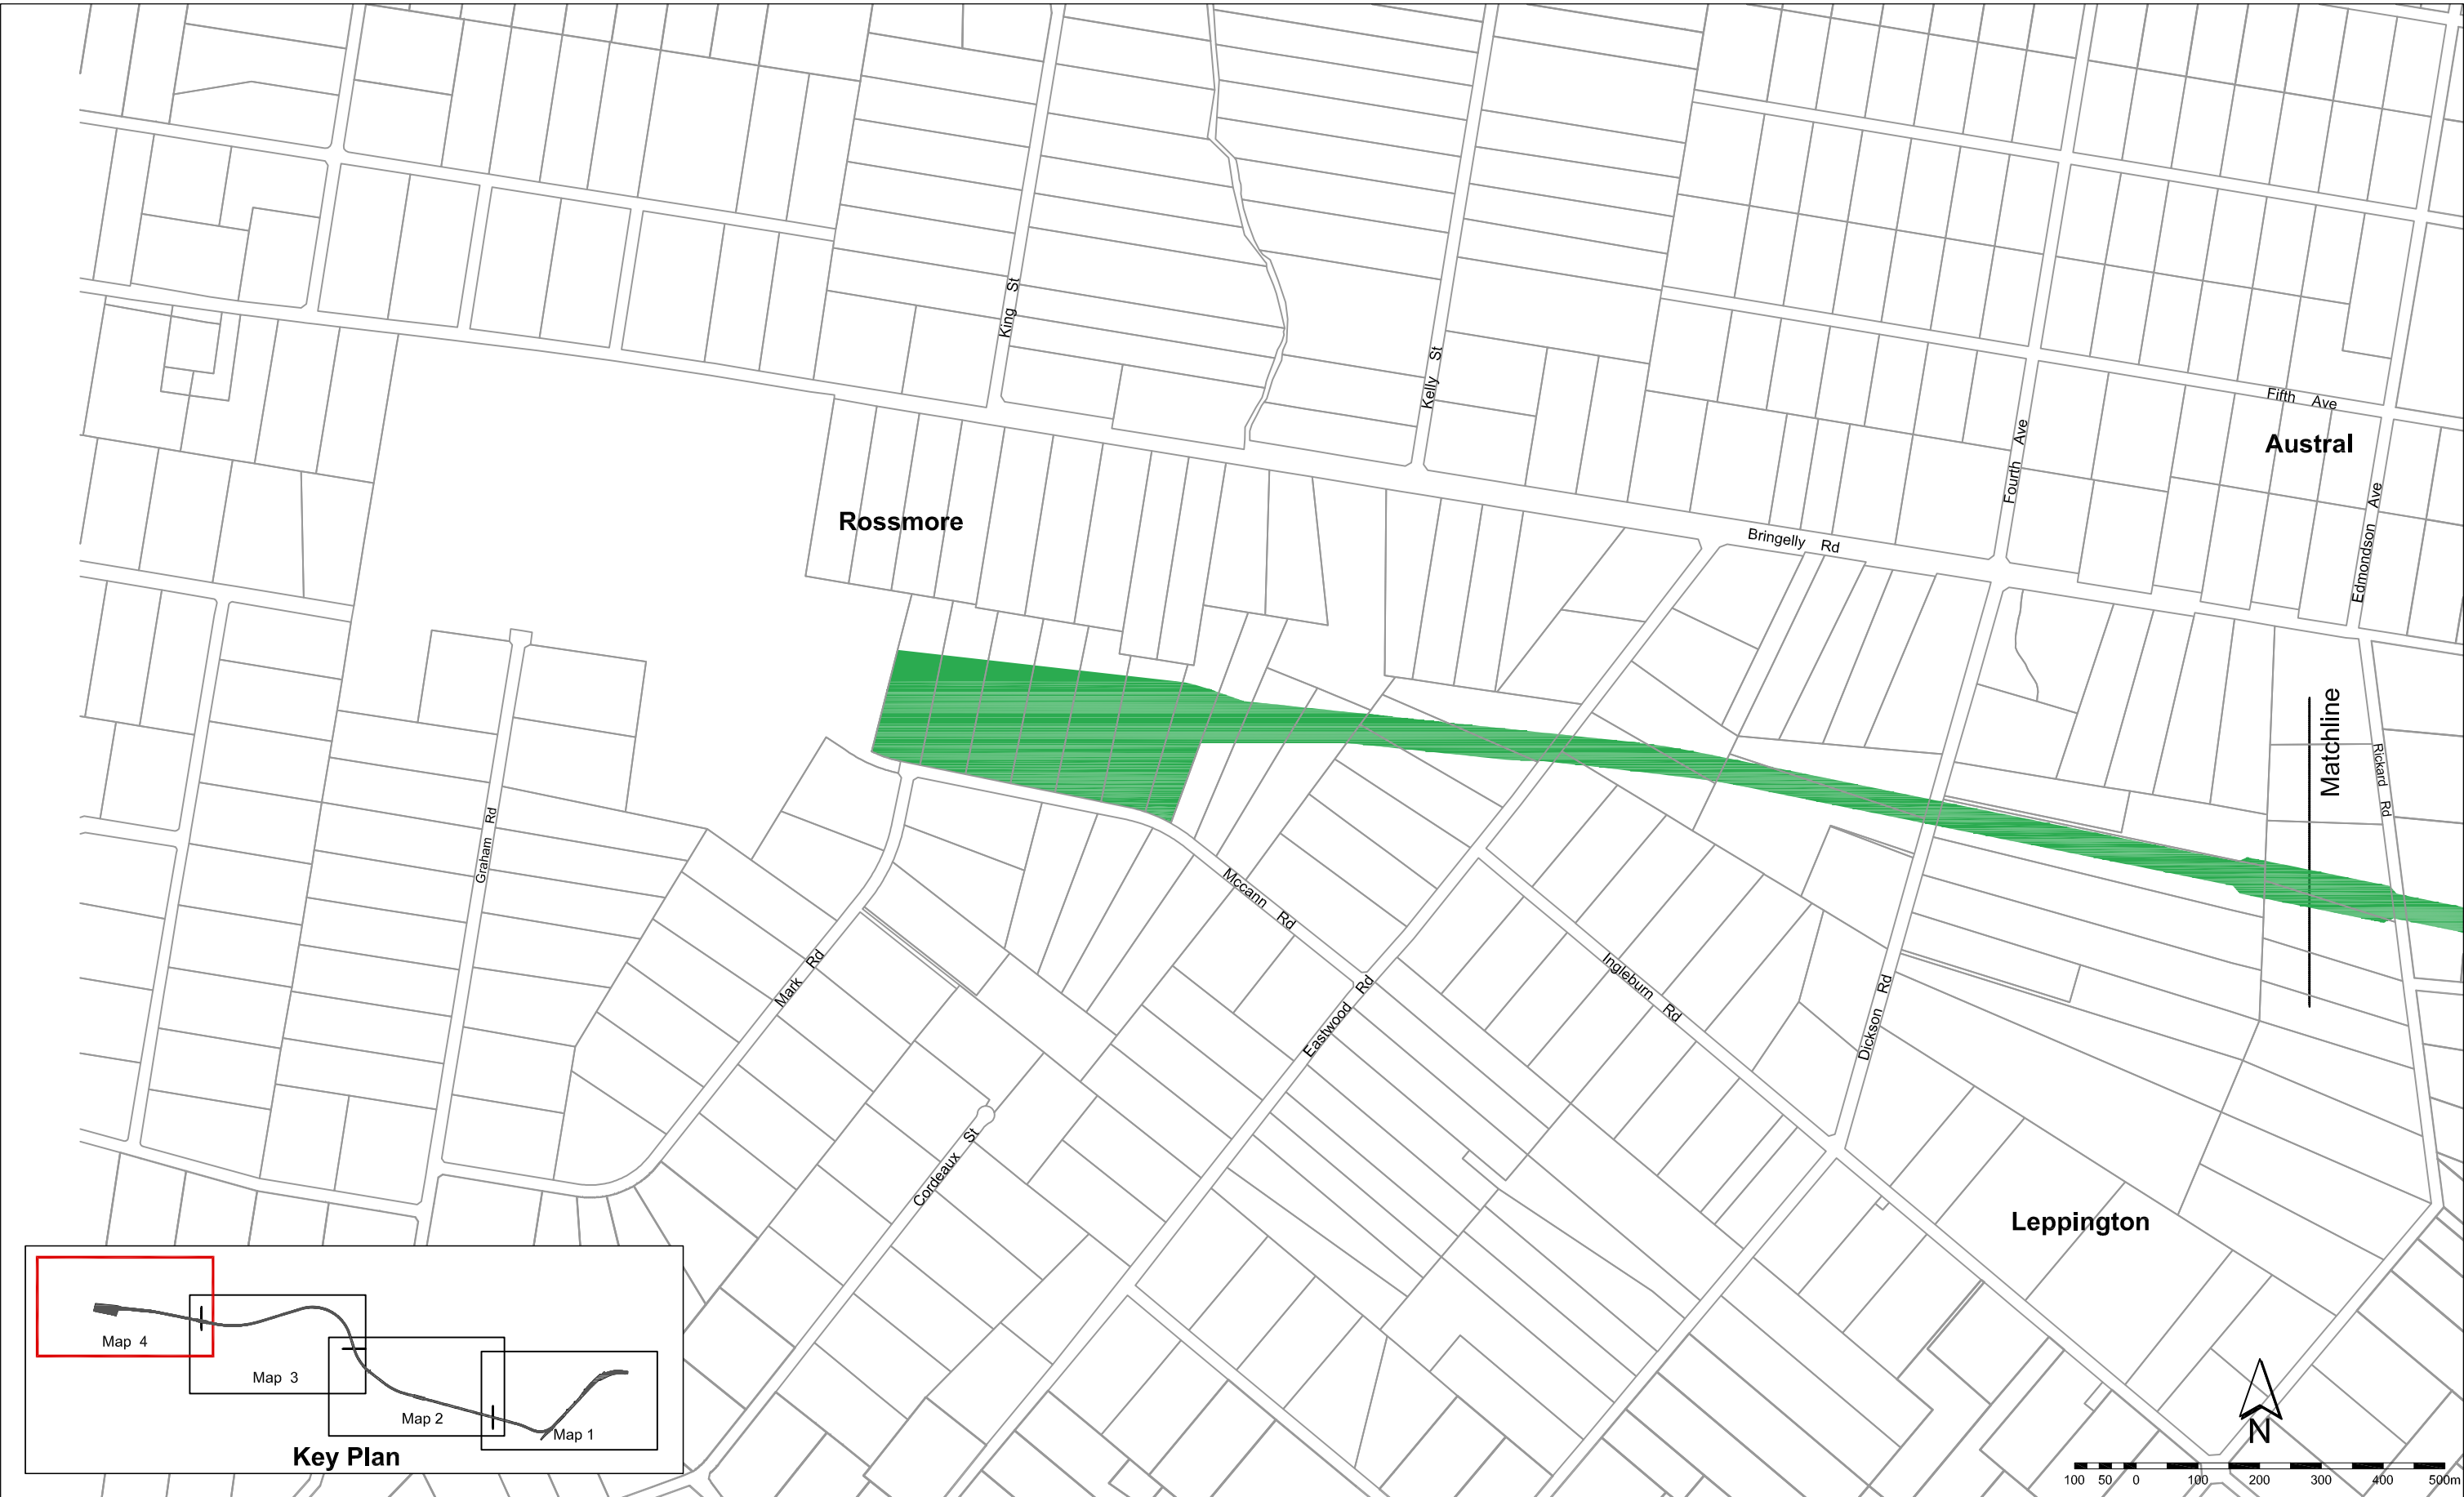 King St
Kelly St
Fifth Ave
Austral
Fourth Ave
Edmondson Ave
Rossmore
Bringelly Rd
Matchline
Rickard Rd
Graham Rd
Mccann Rd
Mark Rd
Eastwood Rd
Ingleburn Rd
Dickson Rd
Cordeaux St
Leppington
Map 4
Map 3
Map 2
Map 1
Key Plan
N
100 50 0 100 200 300 400 500m